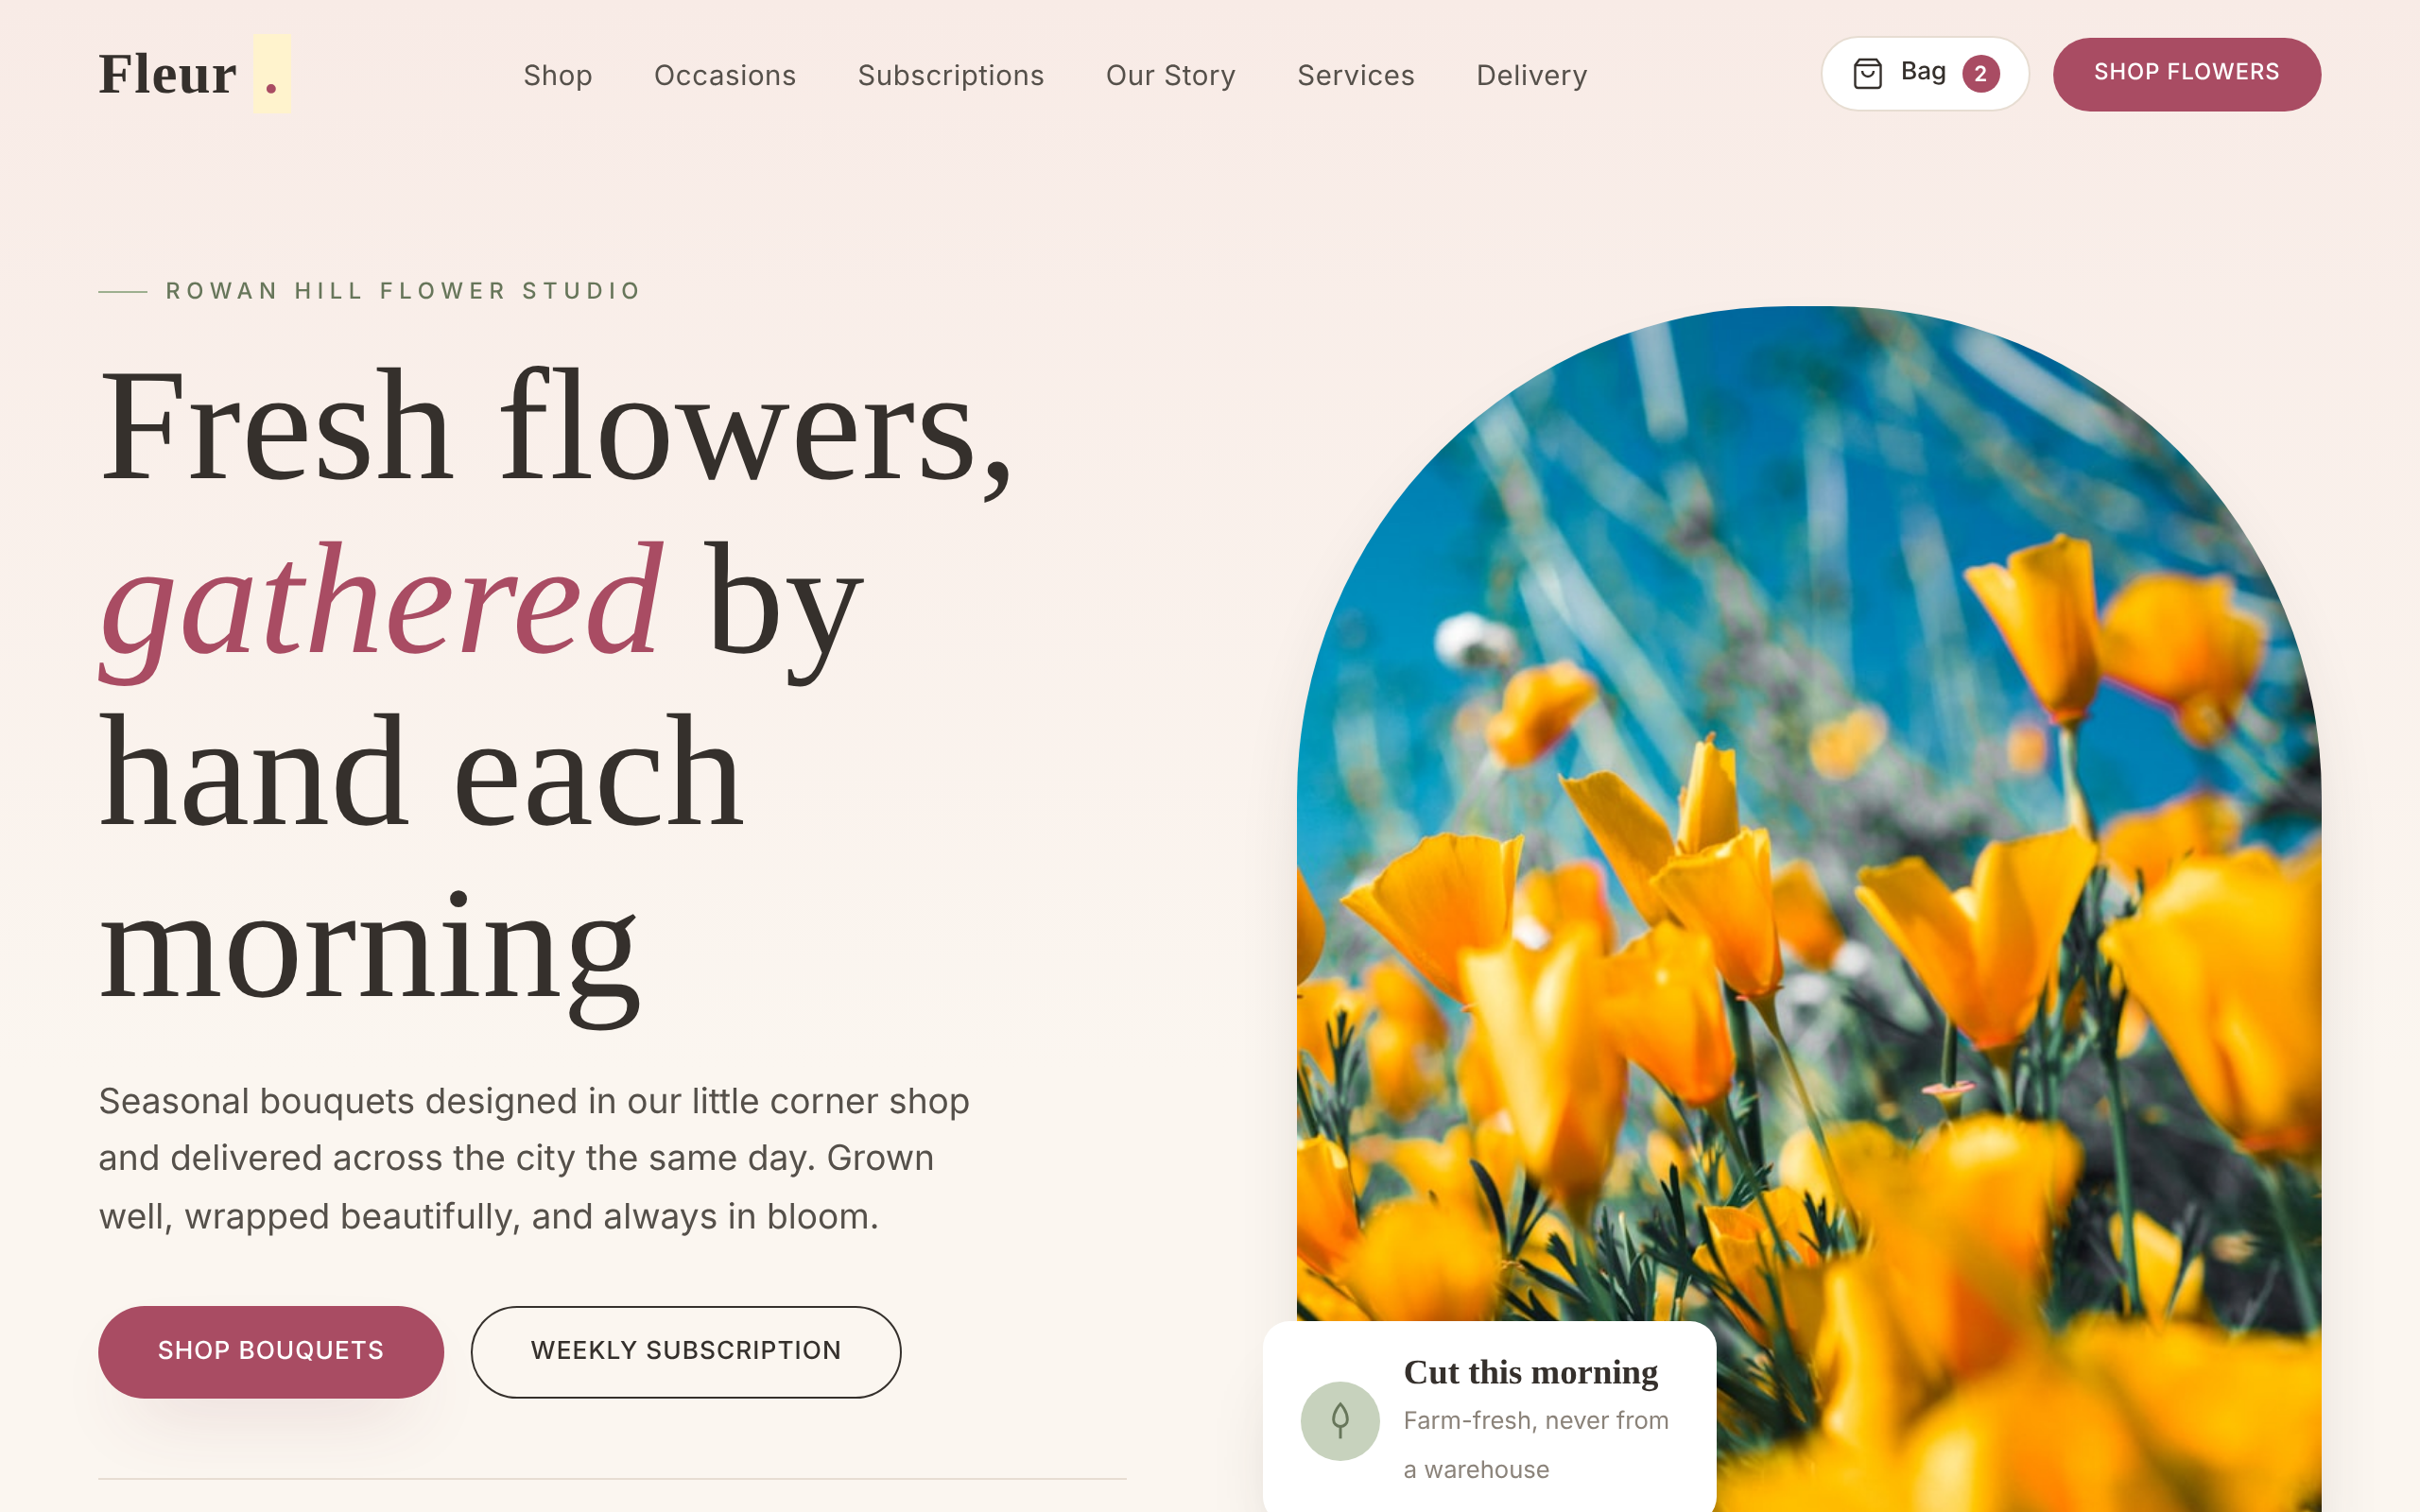 Fleur .
Shop
Occasions
Subscriptions
Our Story
Services
Delivery
Bag 2
SHOP FLOWERS
ROWAN HILL FLOWER STUDIO
Fresh flowers,
gathered by
hand each
morning
Seasonal bouquets designed in our little corner shop
and delivered across the city the same day. Grown
well, wrapped beautifully, and always in bloom.
SHOP BOUQUETS
WEEKLY SUBSCRIPTION
Cut this morning
Farm-fresh, never from
a warehouse